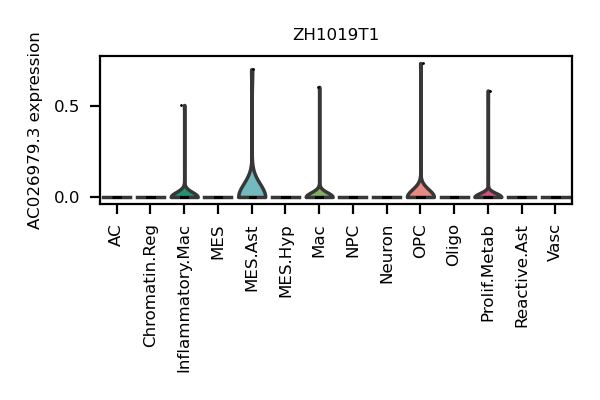 ZH1019T1
AC026979.3 expression
0.5
0.0
AC
Chromatin.Reg
Inflammatory.Mac
MES
MES.Ast
MES.Hyp
Mac
NPC
Neuron
OPC
Oligo
Prolif.Metab
Reactive.Ast
Vasc